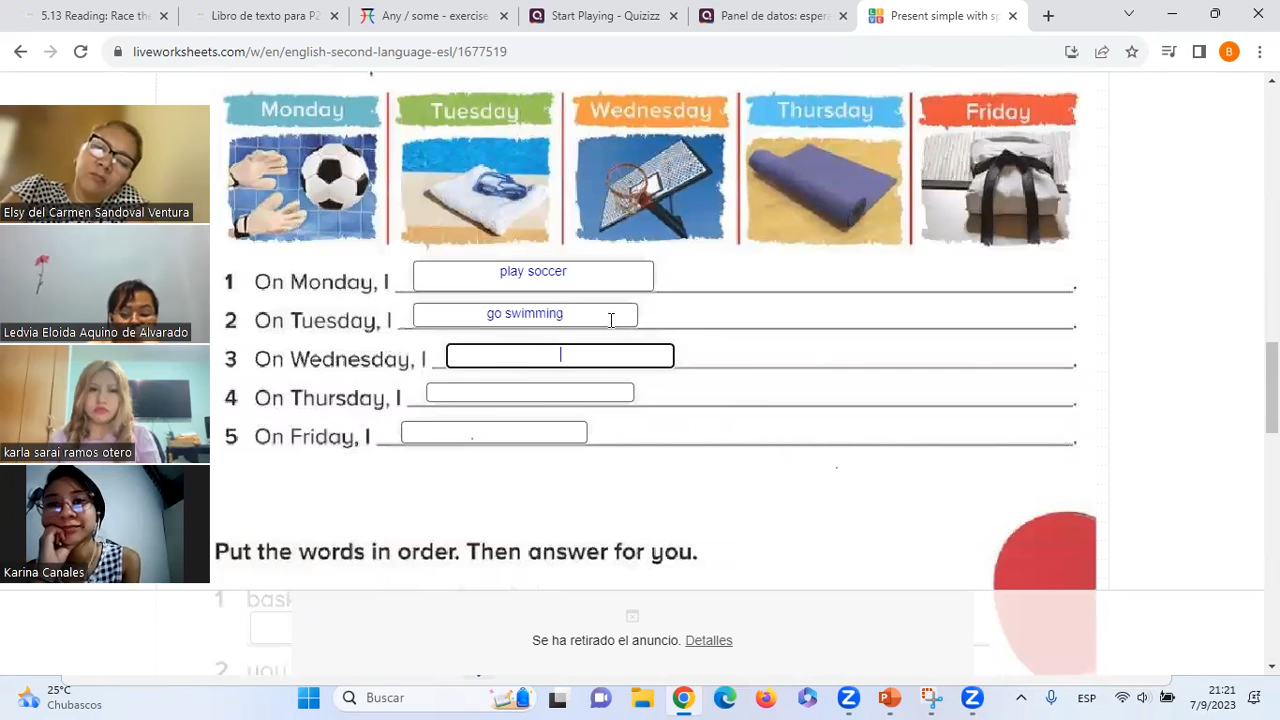 5.13 Reading: Race the
Libro de texto para P2
Any / some: exercise
Start Playing - Quizizz
Panel de datos: espera
Present simple with sp
liveworksheets.com/w/en/english-second-language-esl/1677519
B
Monday
Tuesday
Wednesday
Thursday
Friday
Elsy del Carmen Sandoval Ventura
Ledvia Eloida Aquino de Alvarado
karla sarai ramos otero
Karina Canales
1 On Monday, I play soccer.
2 On Tuesday, I go swimming.
3 On Wednesday, I .
4 On Thursday, I .
5 On Friday, I .
Put the words in order. Then answer for you.
1 bask
2 you
Se ha retirado el anuncio. Detalles
25°C
Chubascos
Buscar
ESP
21:21
7/9/2023